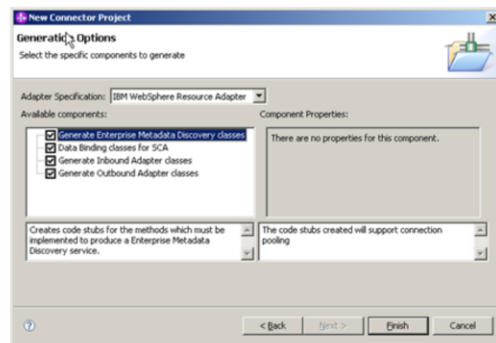 New Connector Project
Generation Options
Select the specific components to generate
Adapter Specification: IBM WebSphere Resource Adapter
Available components:
Component Properties:
Generate Enterprise Metadata Discovery classes
Data Binding classes for SCA
Generate Inbound Adapter classes
Generate Outbound Adapter classes
There are no properties for this component.
Creates code stubs for the methods which must be
implemented to produce a Enterprise Metadata
Discovery service.
The code stubs created will support connection
pooling
< Back
Next >
Finish
Cancel